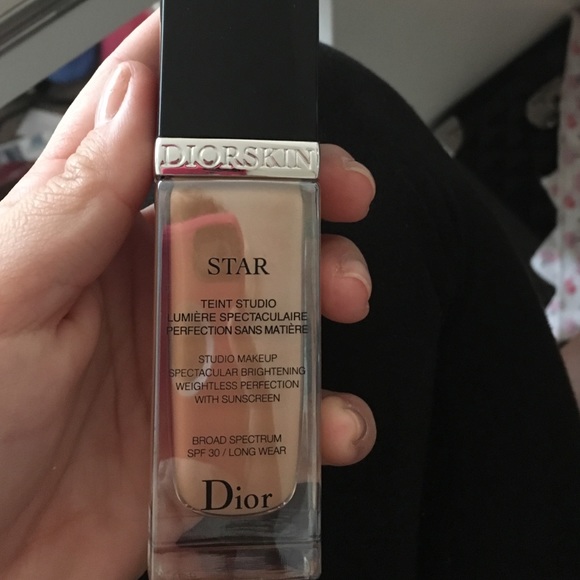 DIORSKIN
STAR
TEINT STUDIO
LUMIÈRE SPECTACULAIRE
PERFECTION SANS MATIÈRE
STUDIO MAKEUP
SPECTACULAR BRIGHTENING
WEIGHTLESS PERFECTION
WITH SUNSCREEN
BROAD SPECTRUM
SPF 30 / LONG WEAR
Dior